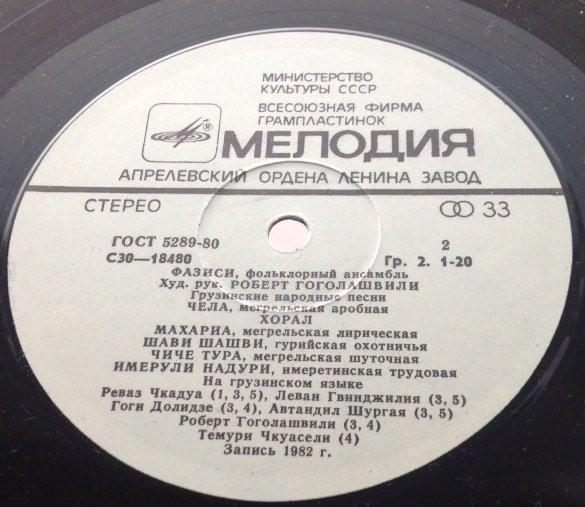 МИНИСТЕРСТВО
КУЛЬТУРЫ СССР
ВСЕСОЮЗНАЯ ФИРМА
ГРАМПЛАСТИНОК
® МЕЛОДИЯ
АПРЕЛЕВСКИЙ ОРДЕНА ЛЕНИНА ЗАВОД
СТЕРЕО 33
ГОСТ 5289-80 2
С30—18480 Гр. 2. 1-20
ФАЗИСИ, фольклорный ансамбль
Худ. рук. РОБЕРТ ГОГОЛАШВИЛИ
Грузинские народные песни
ЧЕЛА, мегрельская аробная
ХОРАЛ
МАХАРИА, мегрельская лирическая
ШАВИ ШАШВИ, гурийская охотничья
ЧИЧЕ ТУРА, мегрельская шуточная
ИМЕРУЛИ НАДУРИ, имеретинская трудовая
На грузинском языке
Реваз Чкадуа (1, 3, 5), Леван Гвинджилия (3, 5)
Гоги Долидзе (3, 4), Автандил Шургая (3, 5)
Роберт Гоголашвили (3, 4)
Темури Чкуасели (4)
Запись 1982 г.